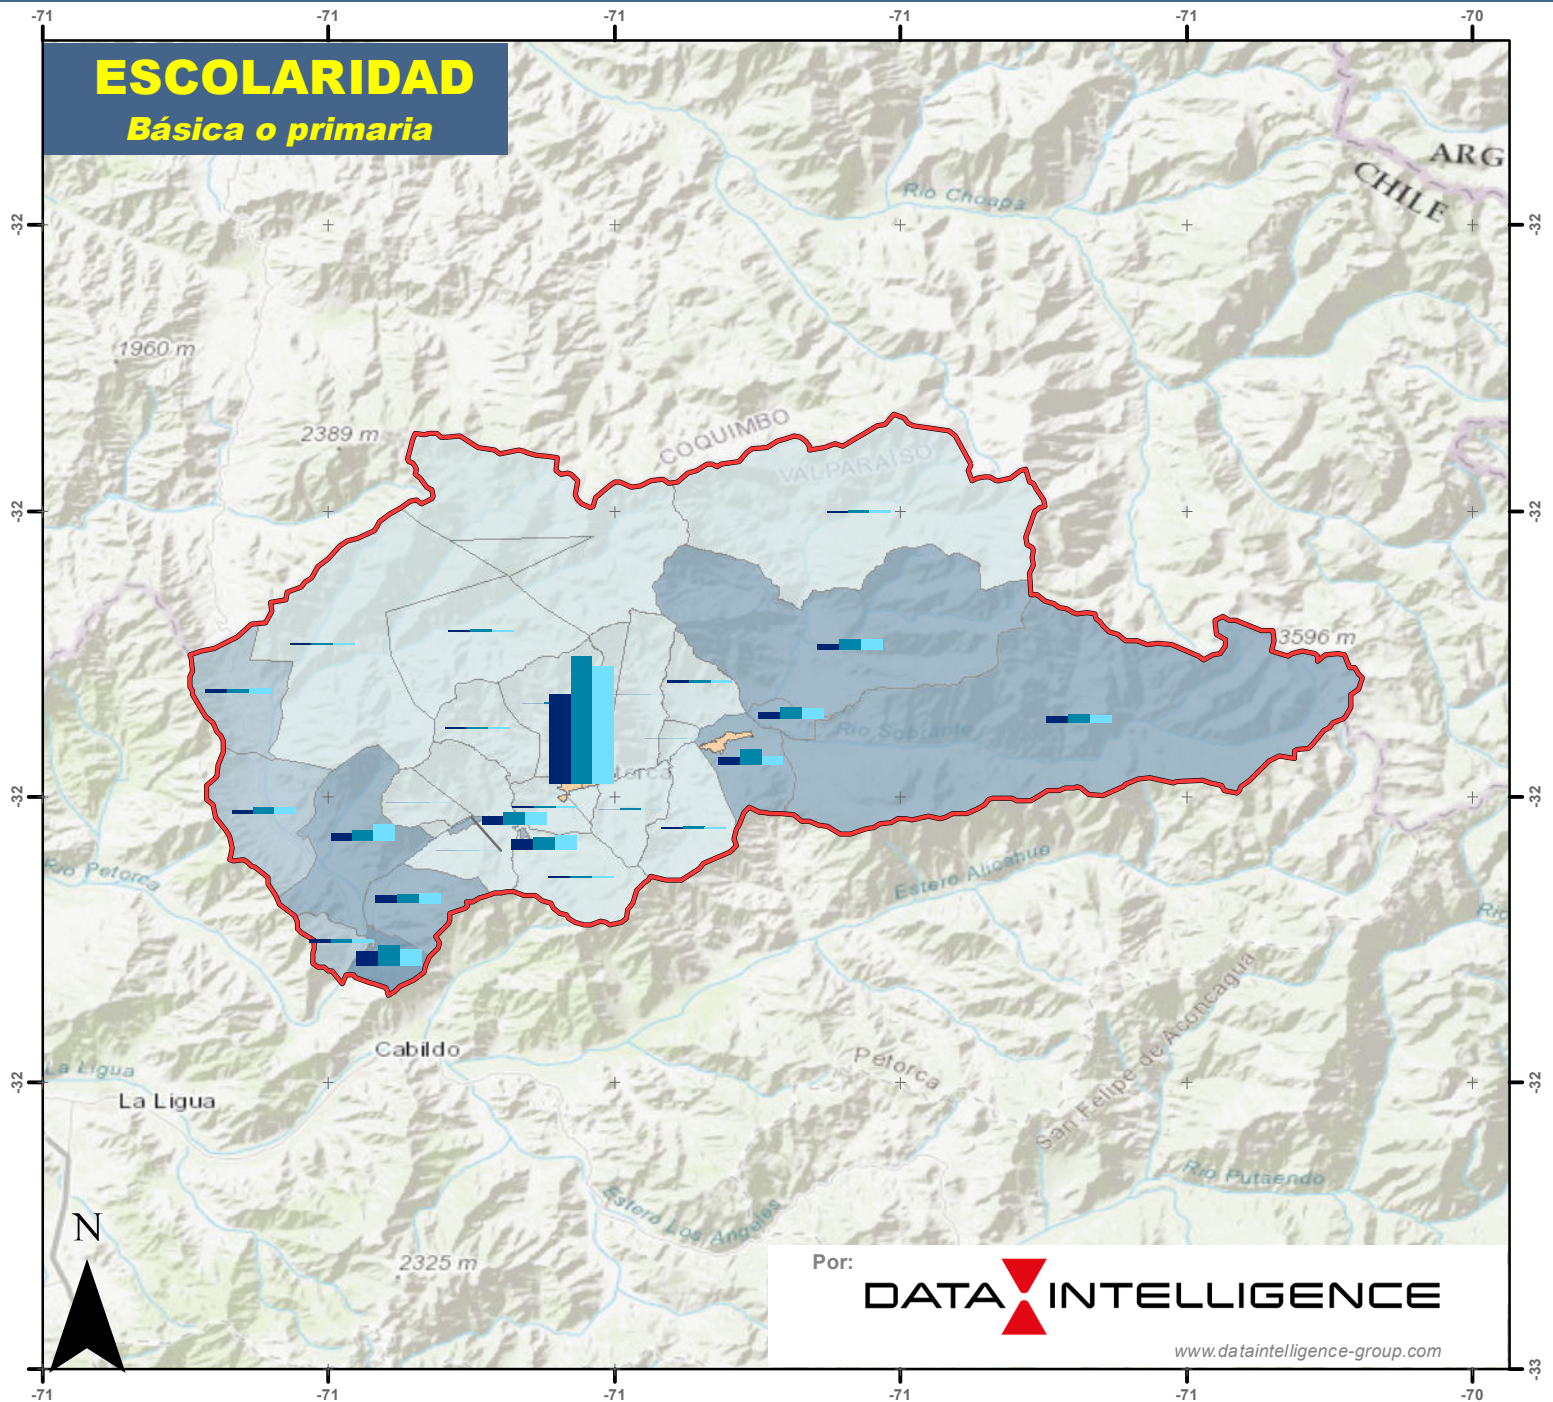 -71 -71 -71 -71 -71 -70
ESCOLARIDAD
Básica o primaria
ARG
CHILE
Río Choapa
-32 -32
1960 m
COQUIMBO
2389 m
VALPARAÍSO
-32 -32
3596 m
Río Sobrante
torca
-32 -32
Río Petorca
Estero Alicahue
Río
San Felipe de Aconcagua
Cabildo
Petorca
La Ligua
-32 -32
La Ligua
Río Putaendo
Estero Los Angeles
N
2325 m
Por:
DATA INTELLIGENCE
www.dataintelligence-group.com
-33
-71 -71 -71 -71 -71 -70